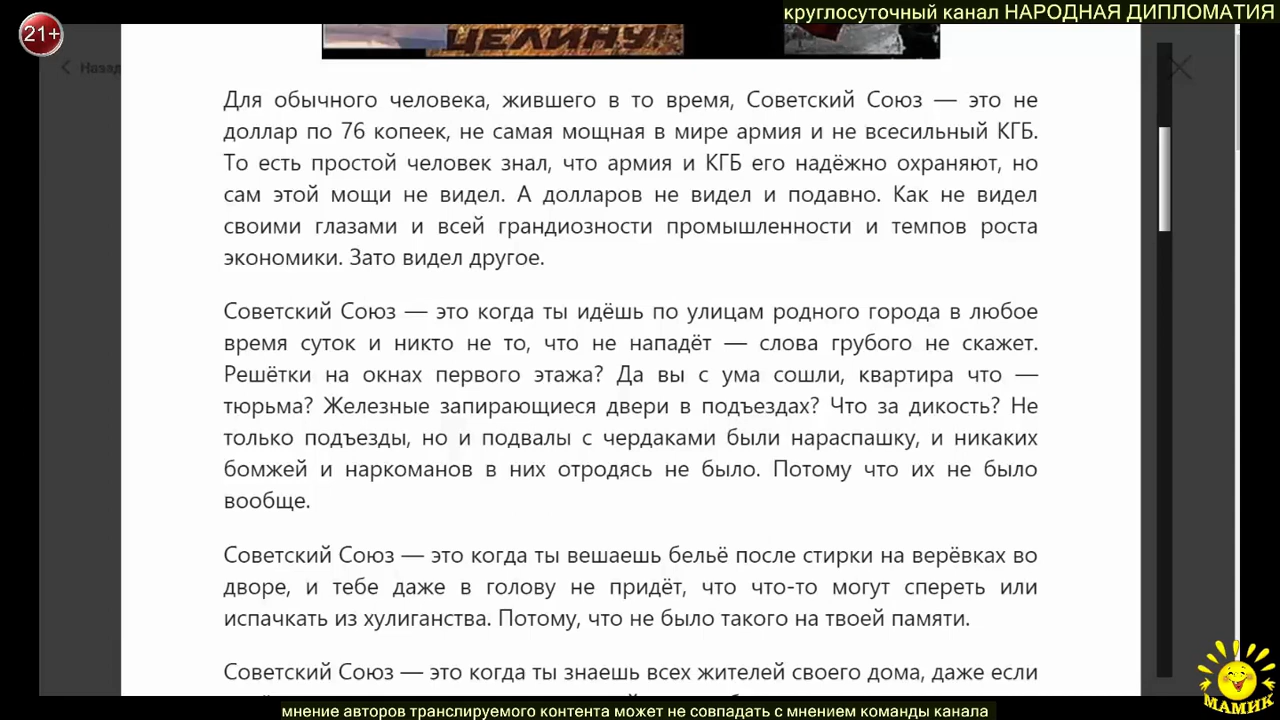 круглосуточный канал НАРОДНАЯ ДИПЛОМАТИЯ
21+
ЦЕЛИНУ!
Назад
Для обычного человека, жившего в то время, Советский Союз — это не
доллар по 76 копеек, не самая мощная в мире армия и не всесильный КГБ.
То есть простой человек знал, что армия и КГБ его надёжно охраняют, но
сам этой мощи не видел. А долларов не видел и подавно. Как не видел
своими глазами и всей грандиозности промышленности и темпов роста
экономики. Зато видел другое.
Советский Союз — это когда ты идёшь по улицам родного города в любое
время суток и никто не то, что не нападёт — слова грубого не скажет.
Решётки на окнах первого этажа? Да вы с ума сошли, квартира что —
тюрьма? Железные запирающиеся двери в подъездах? Что за дикость? Не
только подъезды, но и подвалы с чердаками были нараспашку, и никаких
бомжей и наркоманов в них отродясь не было. Потому что их не было
вообще.
Советский Союз — это когда ты вешаешь бельё после стирки на верёвках во
дворе, и тебе даже в голову не придёт, что что-то могут спереть или
испачкать из хулиганства. Потому, что не было такого на твоей памяти.
Советский Союз — это когда ты знаешь всех жителей своего дома, даже если
МАМИК
мнение авторов транслируемого контента может не совпадать с мнением команды канала